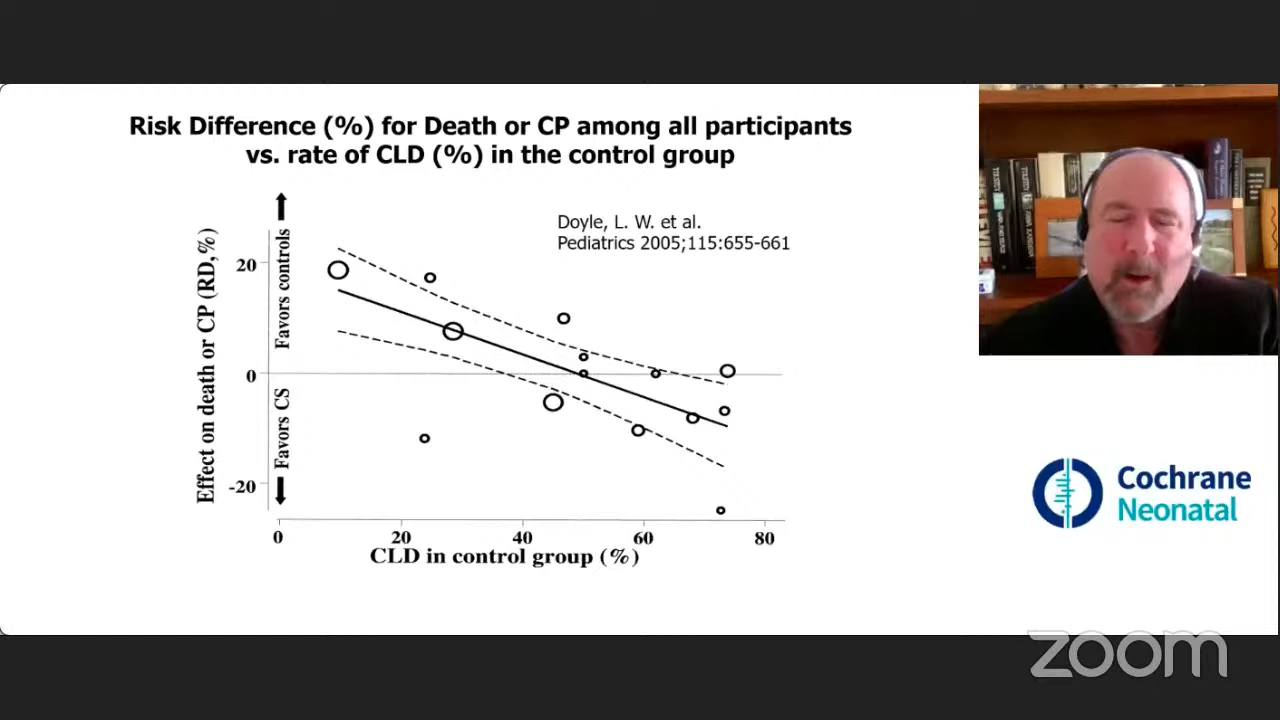 Risk Difference (%) for Death or CP among all participants
vs. rate of CLD (%) in the control group
Doyle, L. W. et al.
Pediatrics 2005;115:655-661
Effect on death or CP (RD,%)
Favors controls
Favors CS
20
0
-20
0 20 40 60 80
CLD in control group (%)
Cochrane
Neonatal
zoom